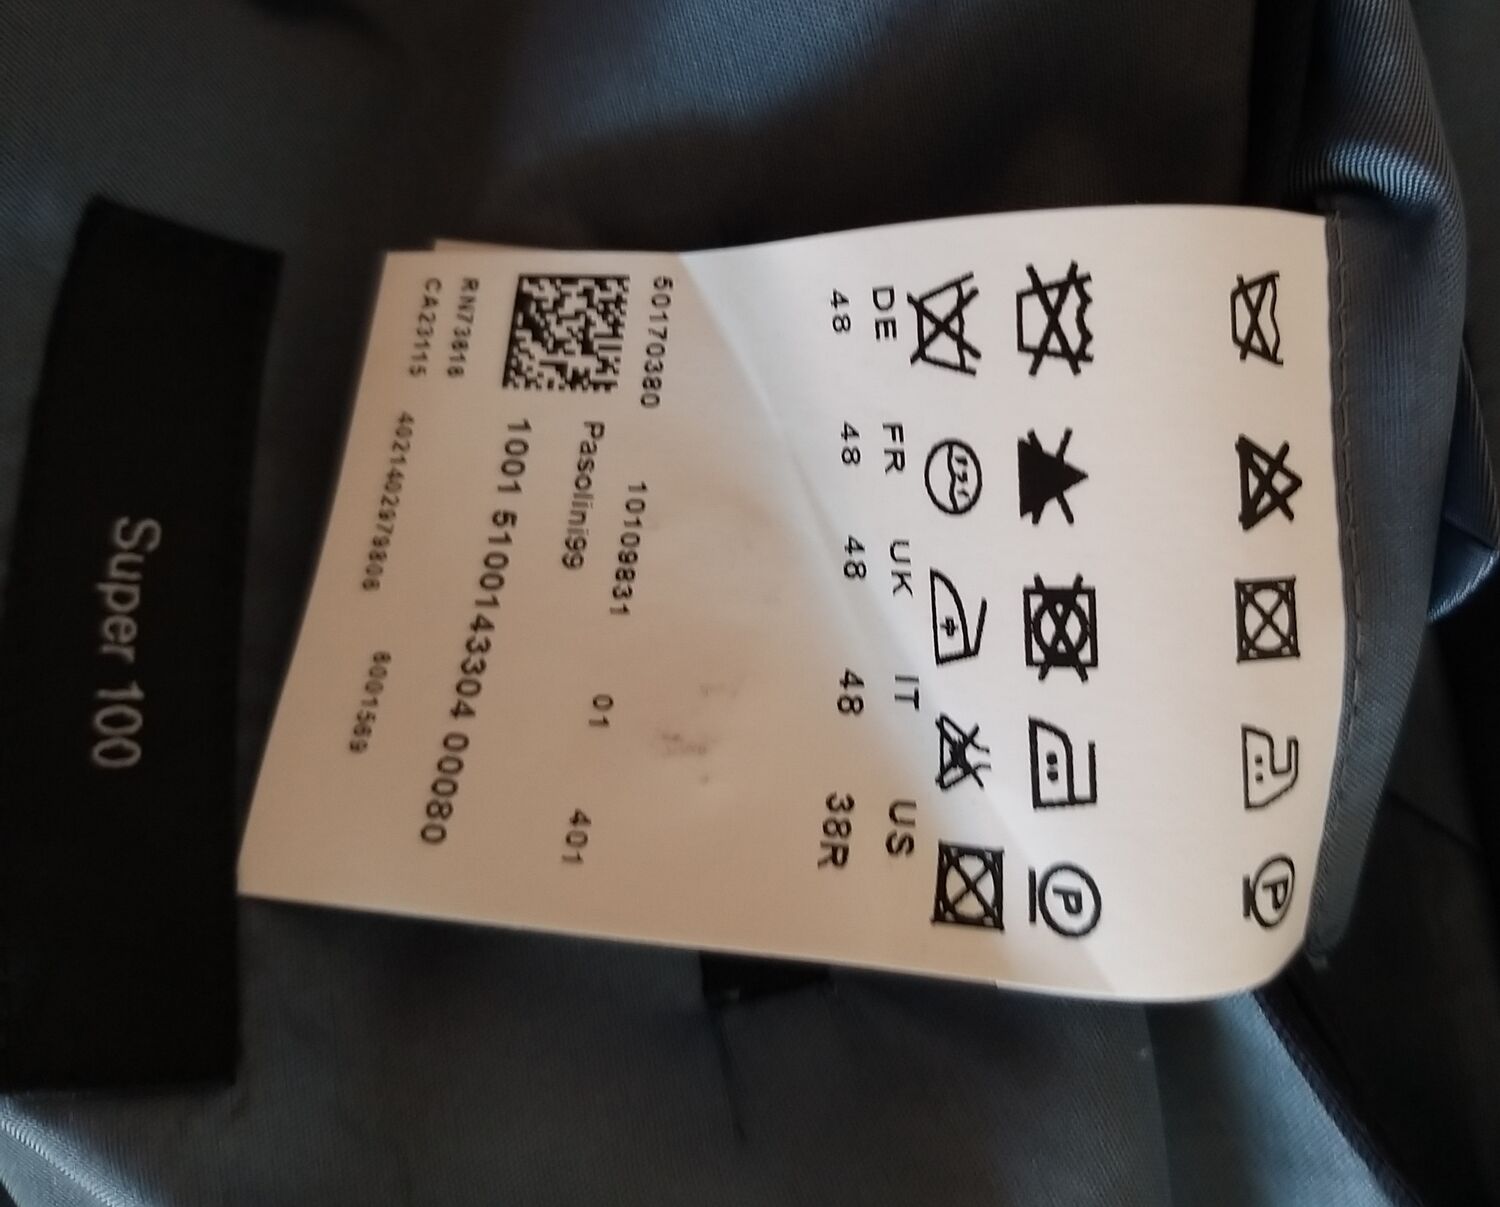 DE FR UK IT US
48 48 48 48 38R
50170380 10109831
Pasolini99 01 401
1001 5100143304 00080
RN73818
CA23115 4021402979806 8001569
Super 100